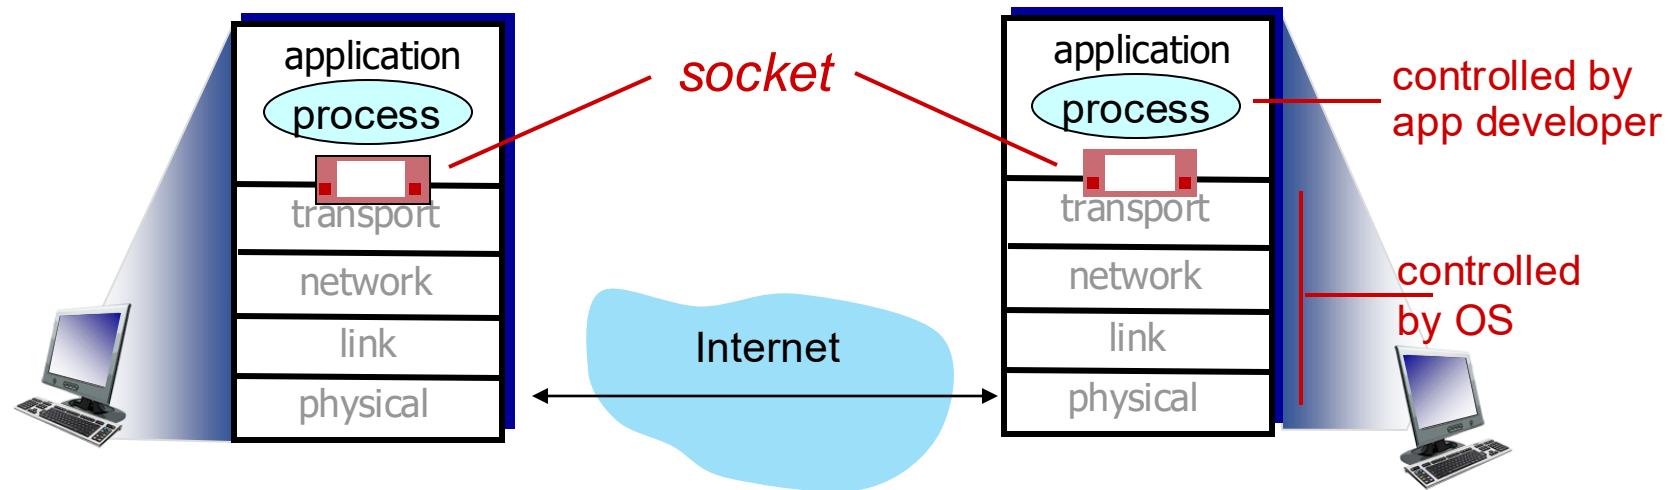 application
process
transport
network
link
physical
socket
Internet
application
process
transport
network
link
physical
controlled by
app developer
controlled
by OS